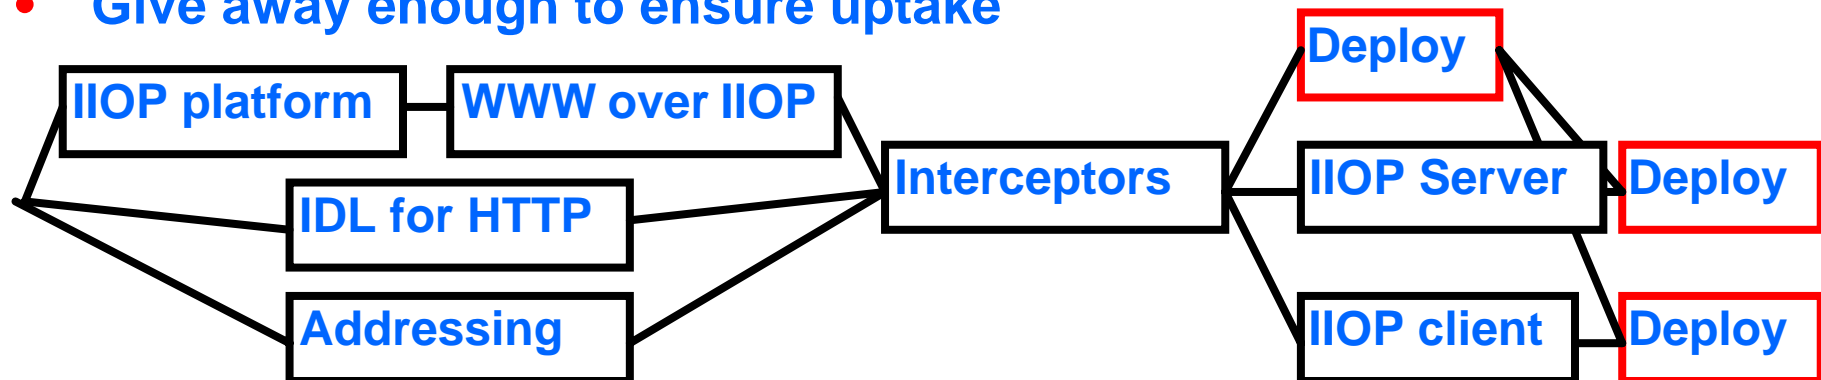 • Give away enough to ensure uptake
Deploy
IIOP platform
WWW over IIOP
Interceptors
IIOP Server
Deploy
IDL for HTTP
Addressing
IIOP client
Deploy